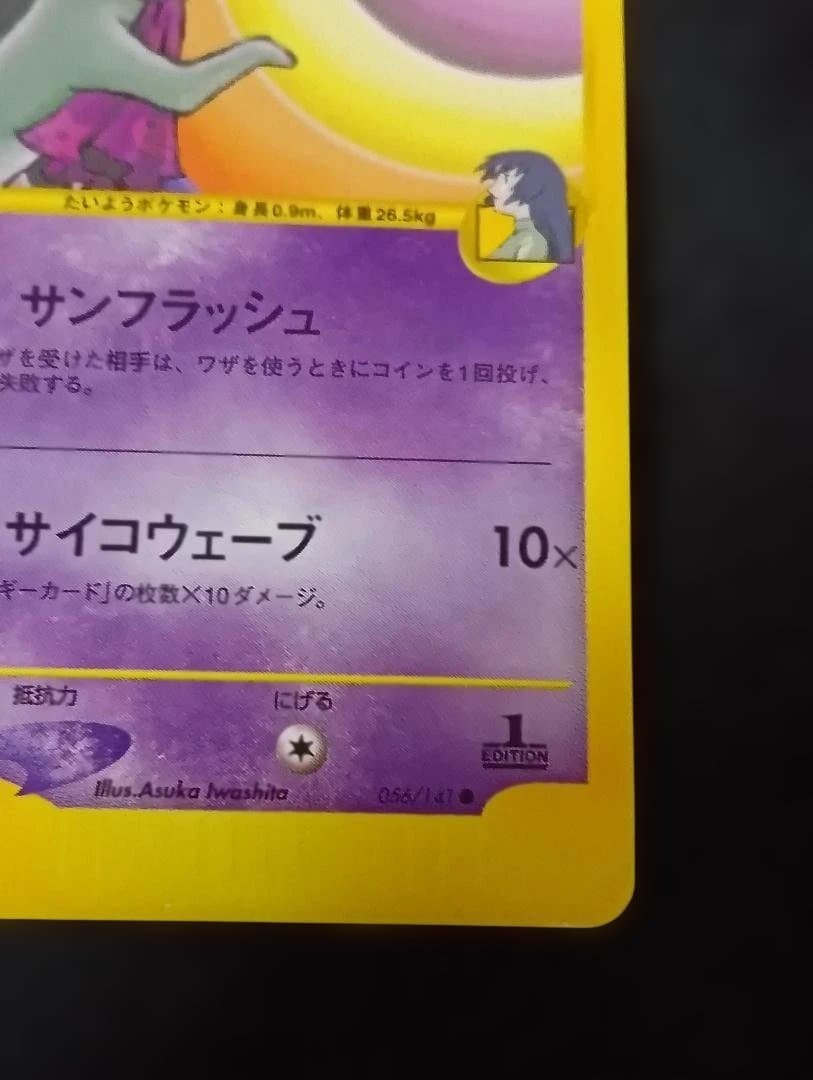 たいようポケモン：身長0.9m、体重26.5kg
サンフラッシュ
ザを受けた相手は、ワザを使うときにコインを1回投げ、
失敗する。
サイコウェーブ 10×
ギーカード」の枚数×10ダメージ。
抵抗力 にげる
1
EDITION
Illus.Asuka Iwashita 056/141●